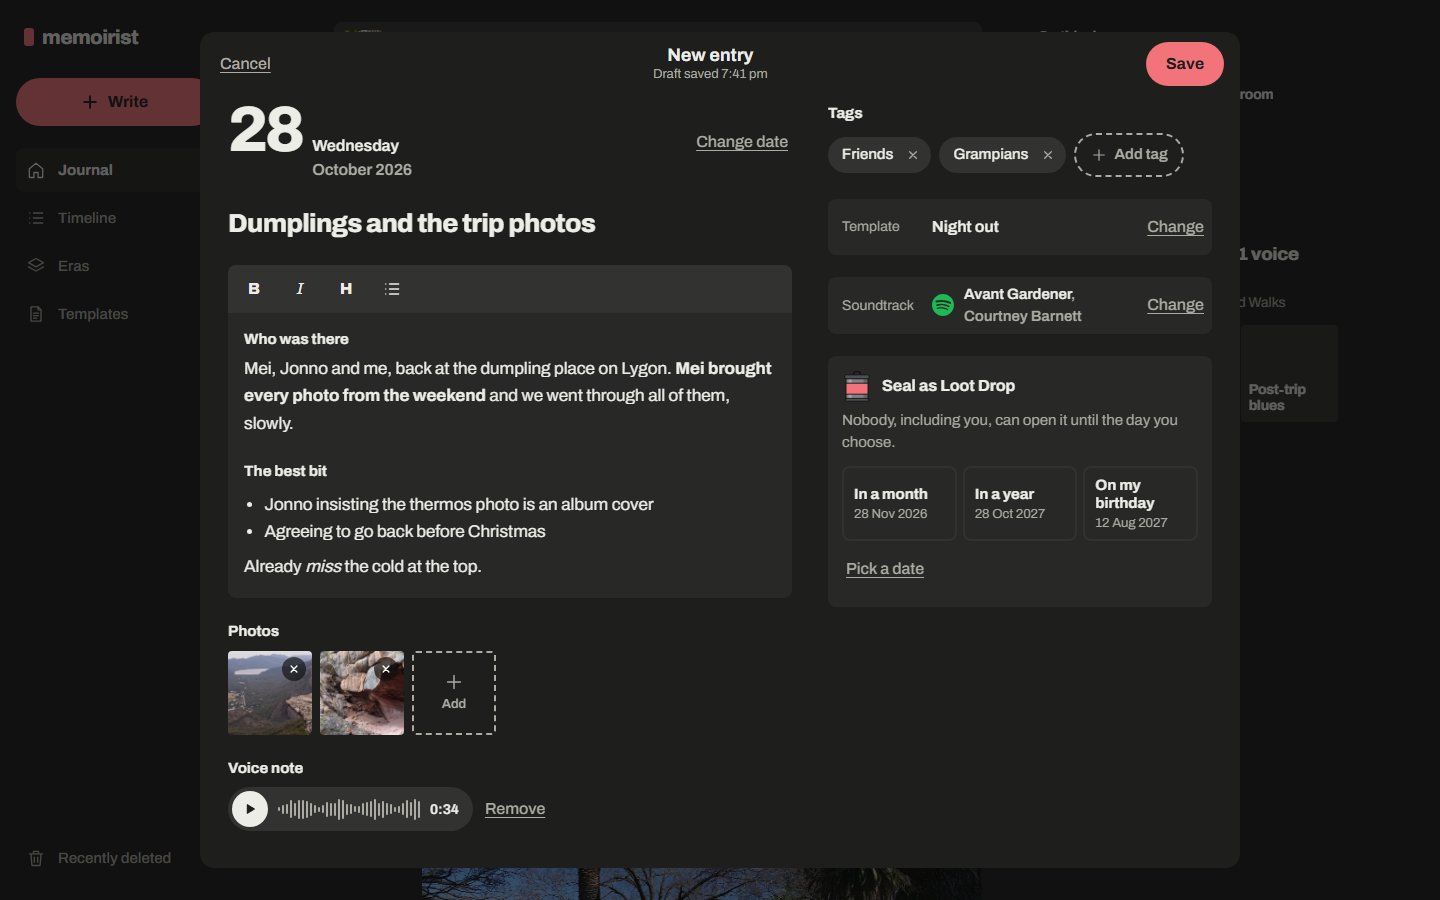 memoirist
Write
Journal
Timeline
Eras
Templates
Recently deleted
Cancel
New entry
Draft saved 7:41 pm
Save
28
Wednesday
October 2026
Change date
Dumplings and the trip photos
B I H
Who was there
Mei, Jonno and me, back at the dumpling place on Lygon. Mei brought
every photo from the weekend and we went through all of them,
slowly.
The best bit
• Jonno insisting the thermos photo is an album cover
• Agreeing to go back before Christmas
Already miss the cold at the top.
Photos
Add
Voice note
0:34
Remove
Tags
Friends
Grampians
Add tag
Template
Night out
Change
Soundtrack
Avant Gardener,
Courtney Barnett
Change
Seal as Loot Drop
Nobody, including you, can open it until the day you
choose.
In a month
28 Nov 2026
In a year
28 Oct 2027
On my
birthday
12 Aug 2027
Pick a date
room
1 voice
d Walks
Post-trip
blues